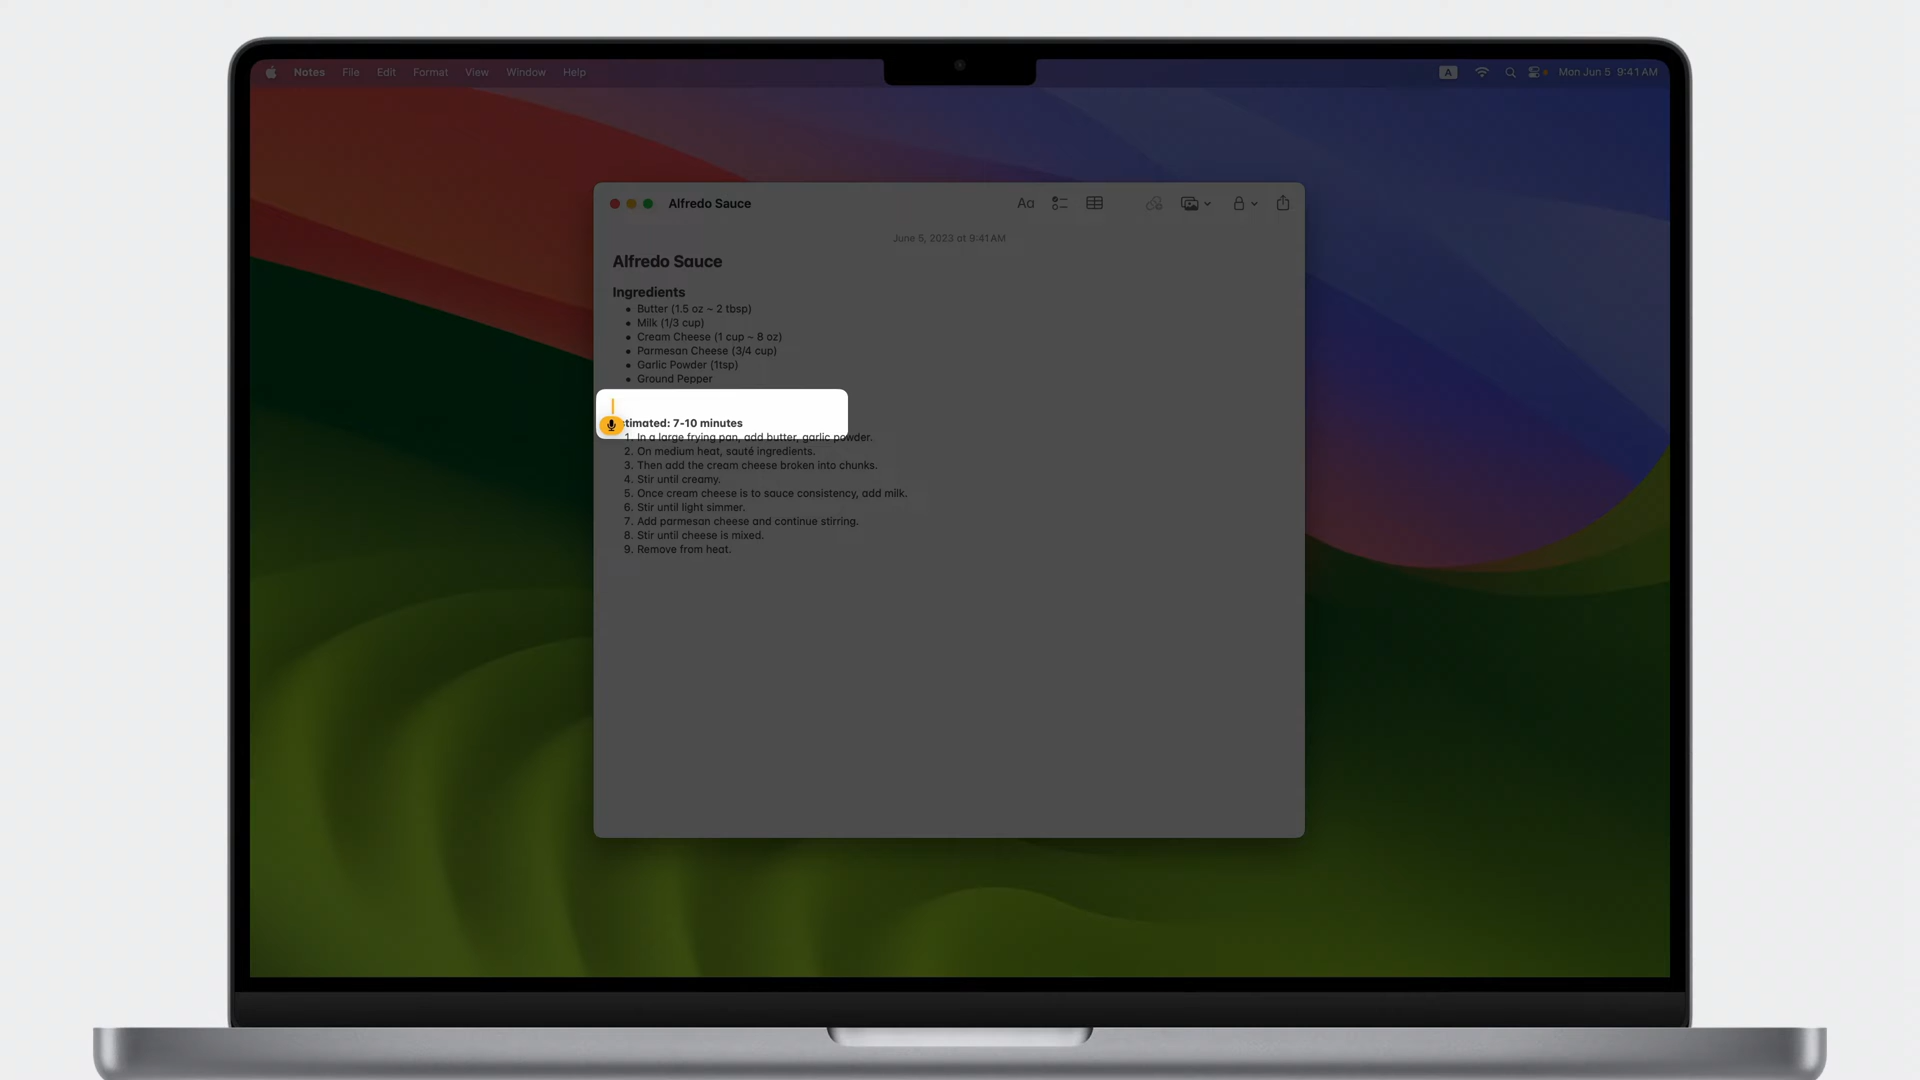 Notes File Edit Format View Window Help
A
Mon Jun 5 9:41 AM
Alfredo Sauce
Aa
June 5, 2023 at 9:41 AM
Alfredo Sauce
Ingredients
• Butter (1.5 oz ~ 2 tbsp)
• Milk (1/3 cup)
• Cream Cheese (1 cup ~ 8 oz)
• Parmesan Cheese (3/4 cup)
• Garlic Powder (1tsp)
• Ground Pepper
timated: 7-10 minutes
1. In a large frying pan, add butter, garlic powder.
2. On medium heat, sauté ingredients.
3. Then add the cream cheese broken into chunks.
4. Stir until creamy.
5. Once cream cheese is to sauce consistency, add milk.
6. Stir until light simmer.
7. Add parmesan cheese and continue stirring.
8. Stir until cheese is mixed.
9. Remove from heat.